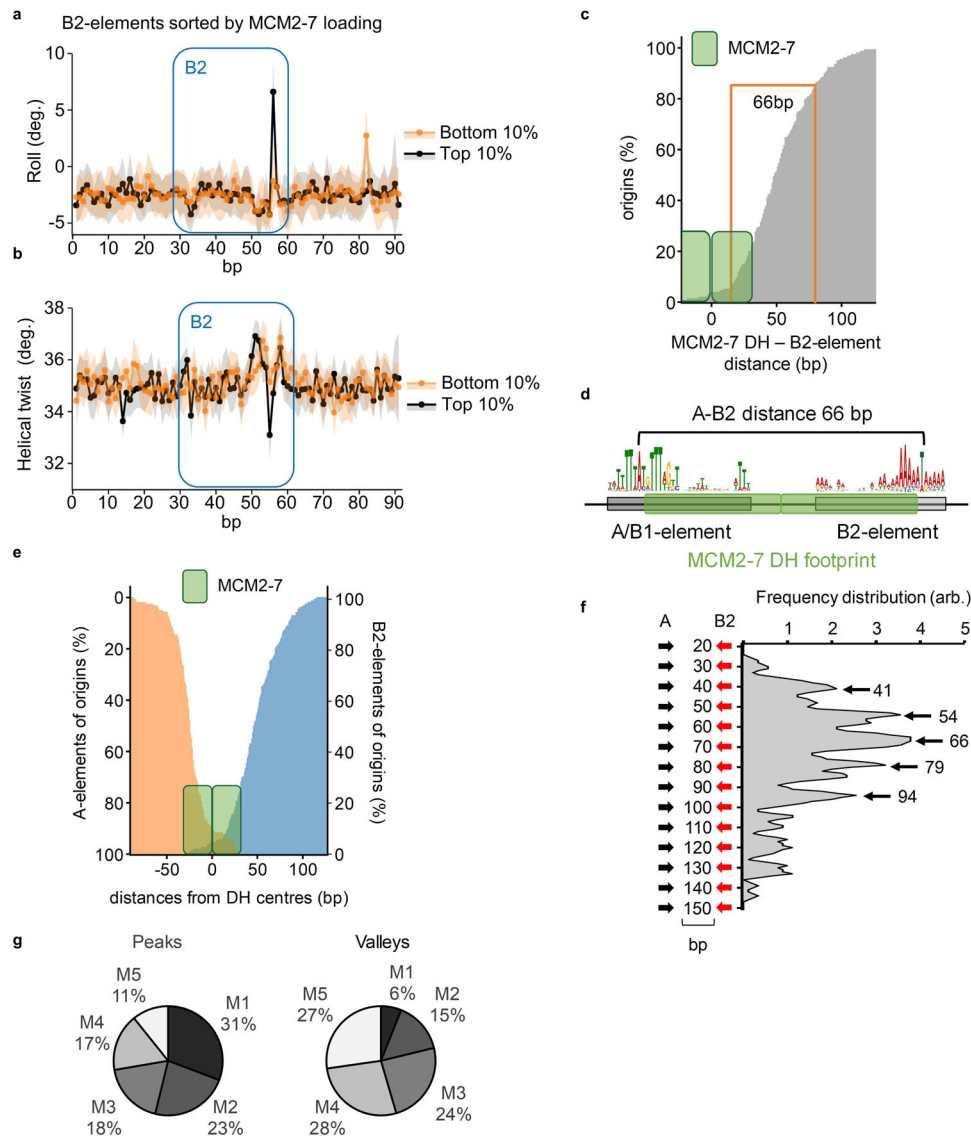 a
B2-elements sorted by MCM2-7 loading
10
5
0
-5
Roll (deg.)
B2
Bottom 10%
Top 10%
0 10 20 30 40 50 60 70 80 90
bp
b
38
36
34
32
Helical twist (deg.)
B2
Bottom 10%
Top 10%
0 10 20 30 40 50 60 70 80 90
bp
c
MCM2-7
100
80
60
40
20
0
origins (%)
66bp
0 50 100
MCM2-7 DH – B2-element
distance (bp)
d
A-B2 distance 66 bp
A/B1-element B2-element
MCM2-7 DH footprint
e
MCM2-7
0
20
40
60
80
100
A-elements of origins (%)
100
80
60
40
20
0
B2-elements of origins (%)
-50 0 50 100
distances from DH centres (bp)
f
Frequency distribution (arb.)
A B2
1 2 3 4 5
20
30
40
41
50
54
60
66
70
80
79
90
94
100
110
120
130
140
150
bp
g
Peaks
M5
11%
M1
31%
M4
17%
M3
18%
M2
23%
Valleys
M1
6%
M5
27%
M2
15%
M4
28%
M3
24%